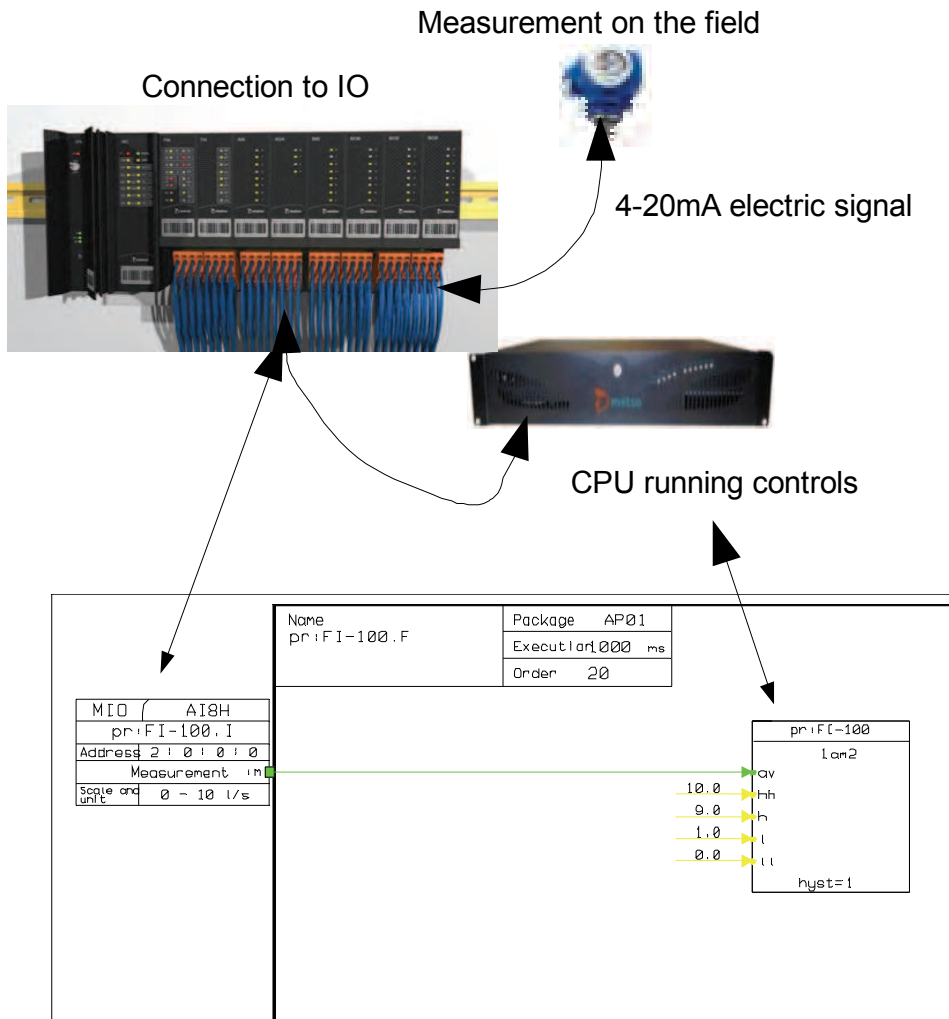 Measurement on the field
Connection to IO
4-20mA electric signal
metso
CPU running controls
Name
pr:FI-100.F
Package AP01
Execution 1000 ms
Order 20
MIO AI8H
pr:FI-100.I
Address 2:0:0:0
Measurement :m
Scale and unit 0 - 10 l/s
pr:FI-100
lam2
av
10.0 hh
9.0 h
1.0 l
0.0 ll
hyst=1